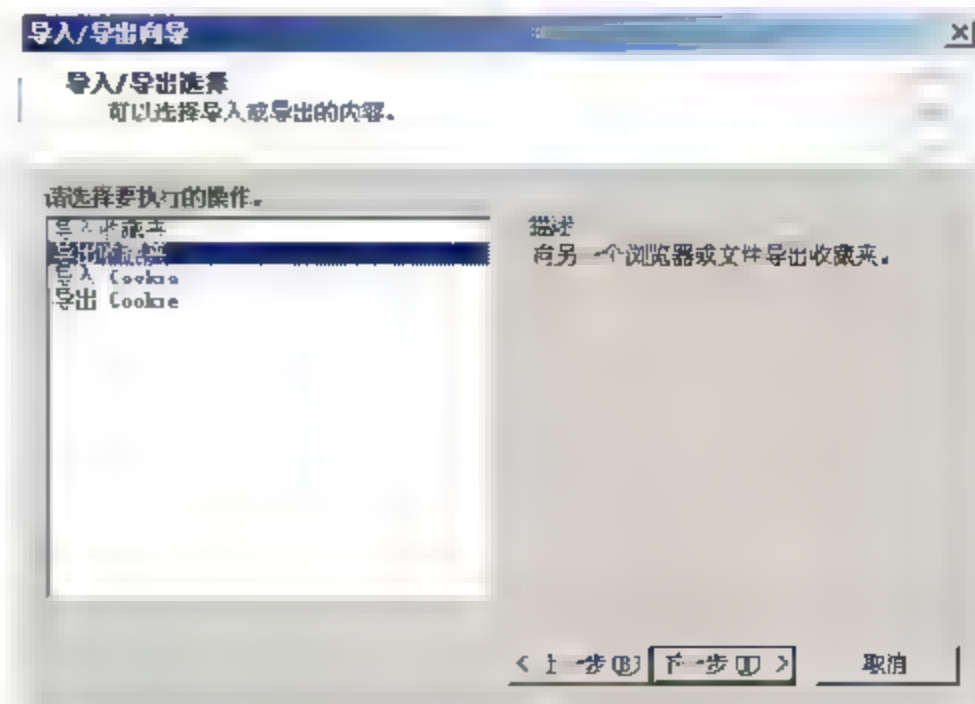 导入/导出向导
导入/导出选择
可以选择导入或导出的内容。
请选择要执行的操作。
导入收藏夹
导出收藏夹
导入 Cookie
导出 Cookie
描述
向另一个浏览器或文件导出收藏夹。
< 上一步(B) 下一步(N) > 取消